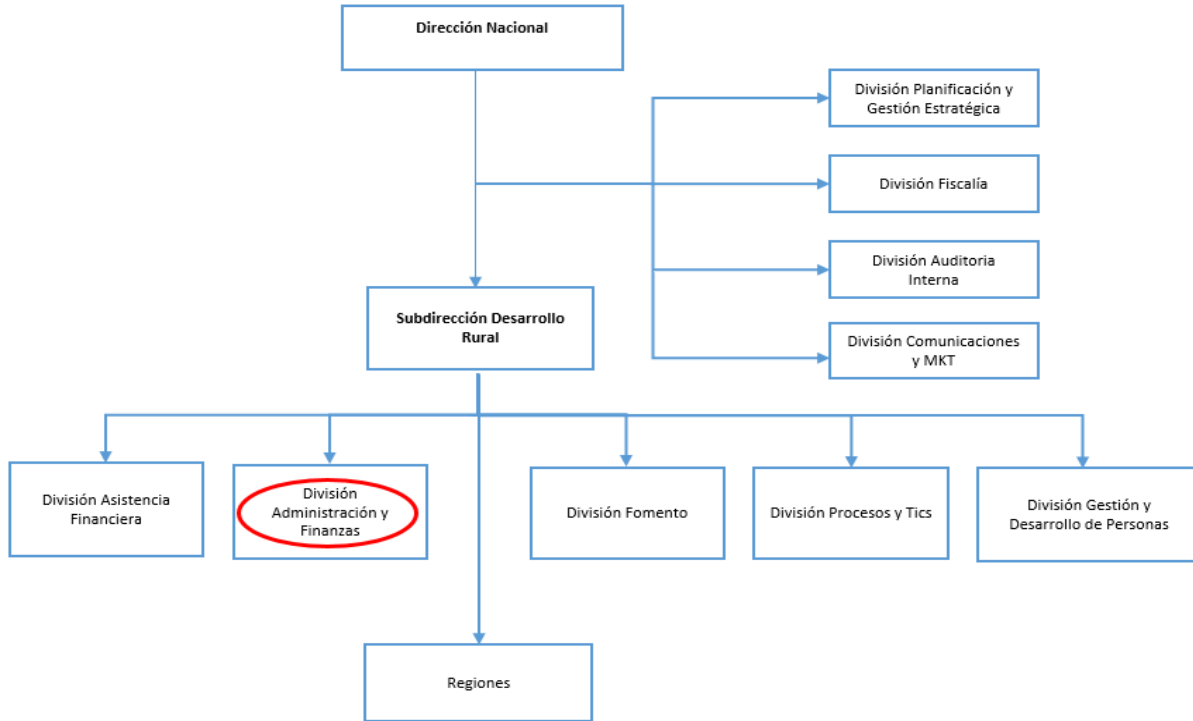 Dirección Nacional
División Planificación y
Gestión Estratégica
División Fiscalía
División Auditoria
Interna
División Comunicaciones
y MKT
Subdirección Desarrollo
Rural
División Asistencia
Financiera
División
Administración y
Finanzas
División Fomento
División Procesos y Tics
División Gestión y
Desarrollo de Personas
Regiones